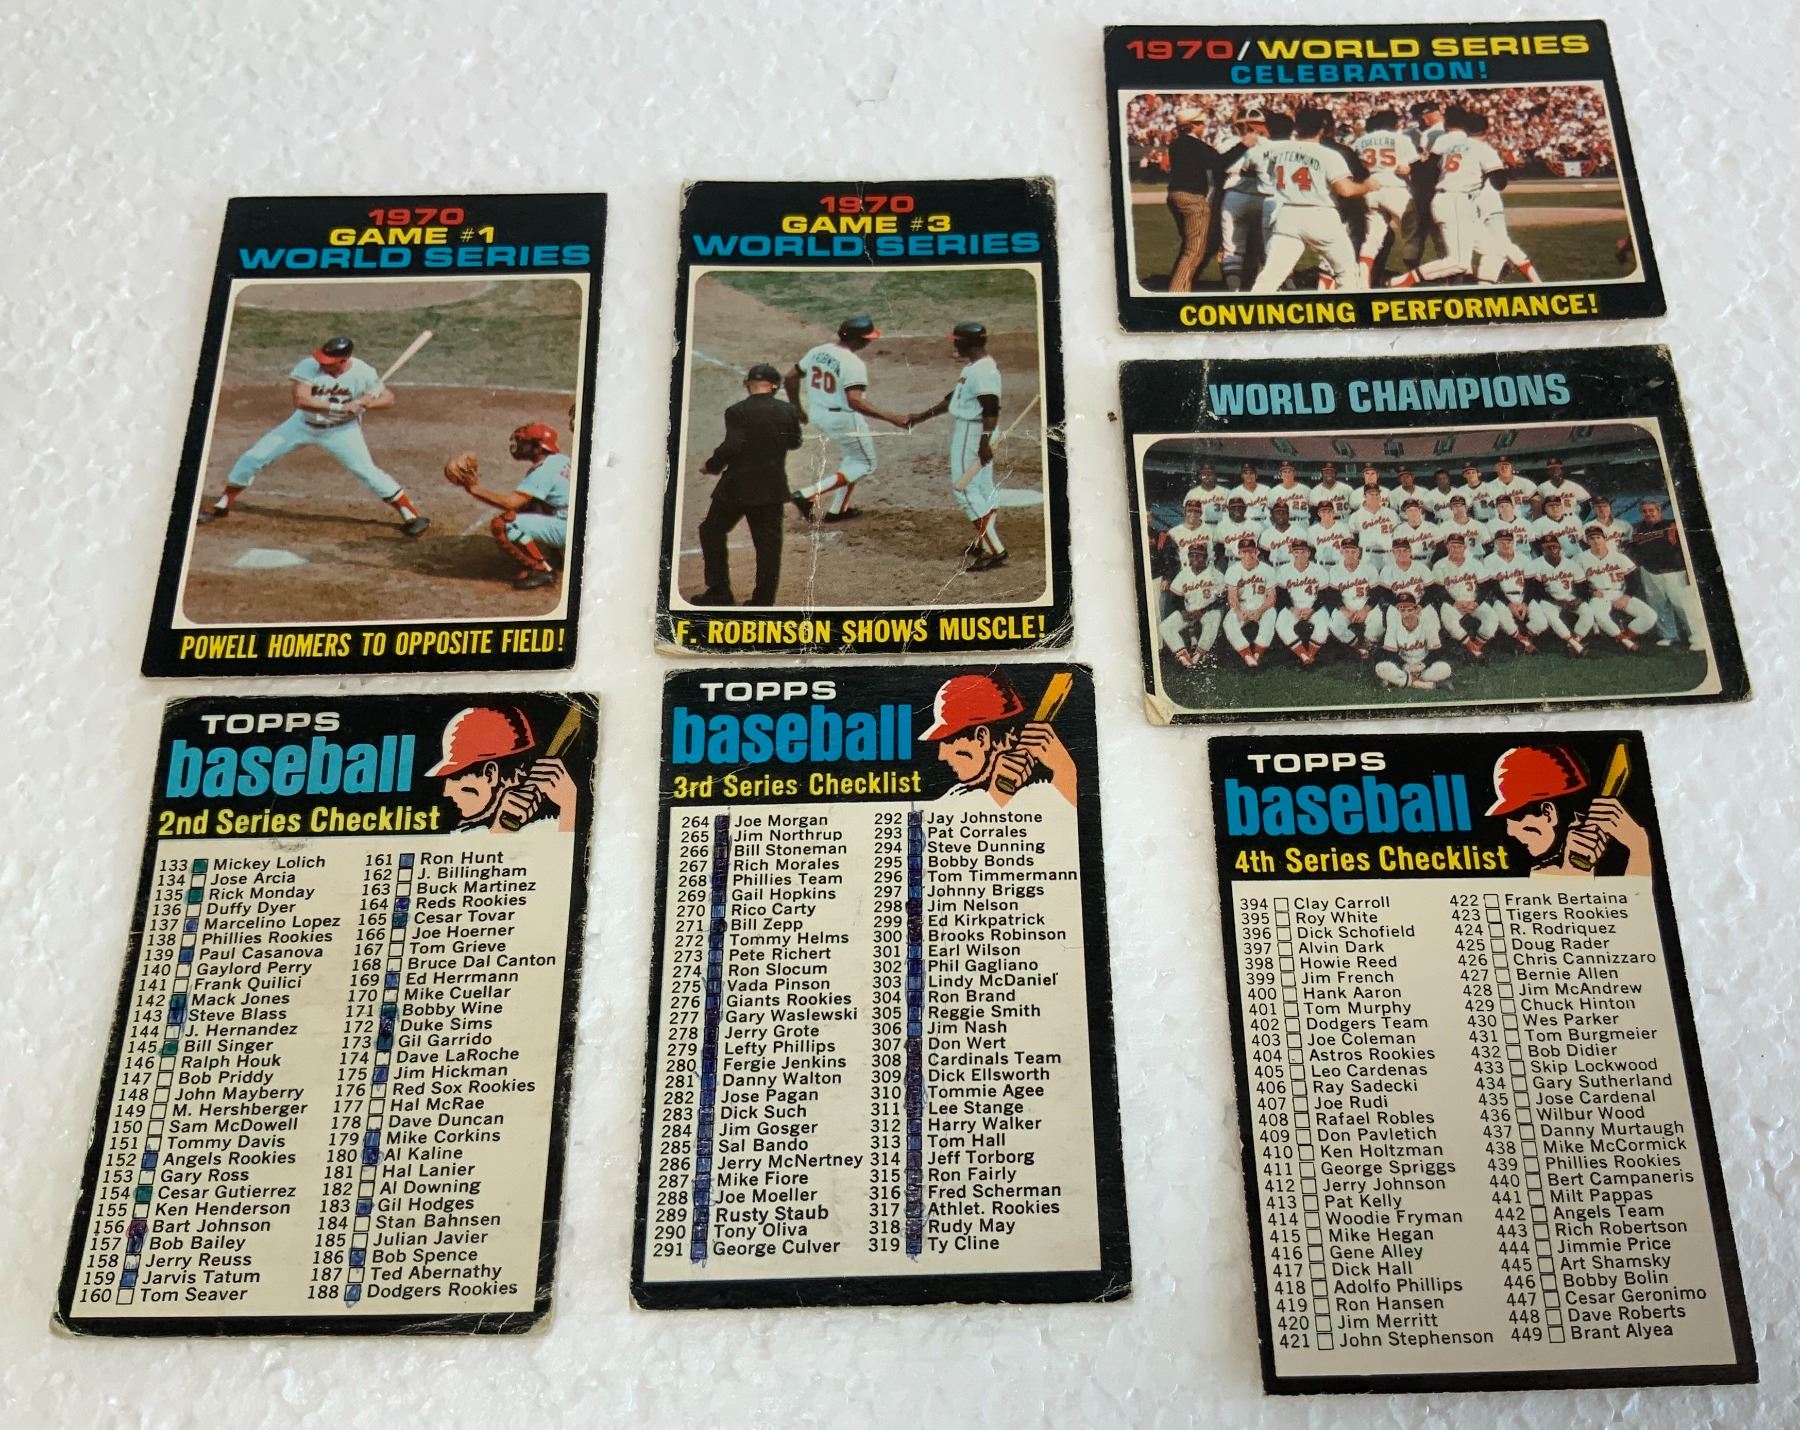 1970
GAME #1
WORLD SERIES
Orioles
POWELL HOMERS TO OPPOSITE FIELD!
1970
GAME #3
WORLD SERIES
20
F. ROBINSON SHOWS MUSCLE!
1970/WORLD SERIES
CELEBRATION!
14
CUELLAR
35
CONVINCING PERFORMANCE!
WORLD CHAMPIONS
TOPPS
baseball
2nd Series Checklist
133 Mickey Lolich
134 Jose Arcia
135 Rick Monday
136 Duffy Dyer
137 Marcelino Lopez
138 Phillies Rookies
139 Paul Casanova
140 Gaylord Perry
141 Frank Quilici
142 Mack Jones
143 Steve Blass
144 J. Hernandez
145 Bill Singer
146 Ralph Houk
147 Bob Priddy
148 John Mayberry
149 M. Hershberger
150 Sam McDowell
151 Tommy Davis
152 Angels Rookies
153 Gary Ross
154 Cesar Gutierrez
155 Ken Henderson
156 Bart Johnson
157 Bob Bailey
158 Jerry Reuss
159 Jarvis Tatum
160 Tom Seaver
161 Ron Hunt
162 J. Billingham
163 Buck Martinez
164 Reds Rookies
165 Cesar Tovar
166 Joe Hoerner
167 Tom Grieve
168 Bruce Dal Canton
169 Ed Herrmann
170 Mike Cuellar
171 Bobby Wine
172 Duke Sims
173 Gil Garrido
174 Dave LaRoche
175 Jim Hickman
176 Red Sox Rookies
177 Hal McRae
178 Dave Duncan
179 Mike Corkins
180 Al Kaline
181 Hal Lanier
182 Al Downing
183 Gil Hodges
184 Stan Bahnsen
185 Julian Javier
186 Bob Spence
187 Ted Abernathy
188 Dodgers Rookies
TOPPS
baseball
3rd Series Checklist
264 Joe Morgan
265 Jim Northrup
266 Bill Stoneman
267 Rich Morales
268 Phillies Team
269 Gail Hopkins
270 Rico Carty
271 Bill Zepp
272 Tommy Helms
273 Pete Richert
274 Ron Slocum
275 Vada Pinson
276 Giants Rookies
277 Gary Waslewski
278 Jerry Grote
279 Lefty Phillips
280 Fergie Jenkins
281 Danny Walton
282 Jose Pagan
283 Dick Such
284 Jim Gosger
285 Sal Bando
286 Jerry McNertney
287 Mike Fiore
288 Joe Moeller
289 Rusty Staub
290 Tony Oliva
291 George Culver
292 Jay Johnstone
293 Pat Corrales
294 Steve Dunning
295 Bobby Bonds
296 Tom Timmermann
297 Johnny Briggs
298 Jim Nelson
299 Ed Kirkpatrick
300 Brooks Robinson
301 Earl Wilson
302 Phil Gagliano
303 Lindy McDaniel
304 Ron Brand
305 Reggie Smith
306 Jim Nash
307 Don Wert
308 Cardinals Team
309 Dick Ellsworth
310 Tommie Agee
311 Lee Stange
312 Harry Walker
313 Tom Hall
314 Jeff Torborg
315 Ron Fairly
316 Fred Scherman
317 Athlet. Rookies
318 Rudy May
319 Ty Cline
TOPPS
baseball
4th Series Checklist
394 Clay Carroll
395 Roy White
396 Dick Schofield
397 Alvin Dark
398 Howie Reed
399 Jim French
400 Hank Aaron
401 Tom Murphy
402 Dodgers Team
403 Joe Coleman
404 Astros Rookies
405 Leo Cardenas
406 Ray Sadecki
407 Joe Rudi
408 Rafael Robles
409 Don Pavletich
410 Ken Holtzman
411 George Spriggs
412 Jerry Johnson
413 Pat Kelly
414 Woodie Fryman
415 Mike Hegan
416 Gene Alley
417 Dick Hall
418 Adolfo Phillips
419 Ron Hansen
420 Jim Merritt
421 John Stephenson
422 Frank Bertaina
423 Tigers Rookies
424 R. Rodriquez
425 Doug Rader
426 Chris Cannizzaro
427 Bernie Allen
428 Jim McAndrew
429 Chuck Hinton
430 Wes Parker
431 Tom Burgmeier
432 Bob Didier
433 Skip Lockwood
434 Gary Sutherland
435 Jose Cardenal
436 Wilbur Wood
437 Danny Murtaugh
438 Mike McCormick
439 Phillies Rookies
440 Bert Campaneris
441 Milt Pappas
442 Angels Team
443 Rich Robertson
444 Jimmie Price
445 Art Shamsky
446 Bobby Bolin
447 Cesar Geronimo
448 Dave Roberts
449 Brant Alyea